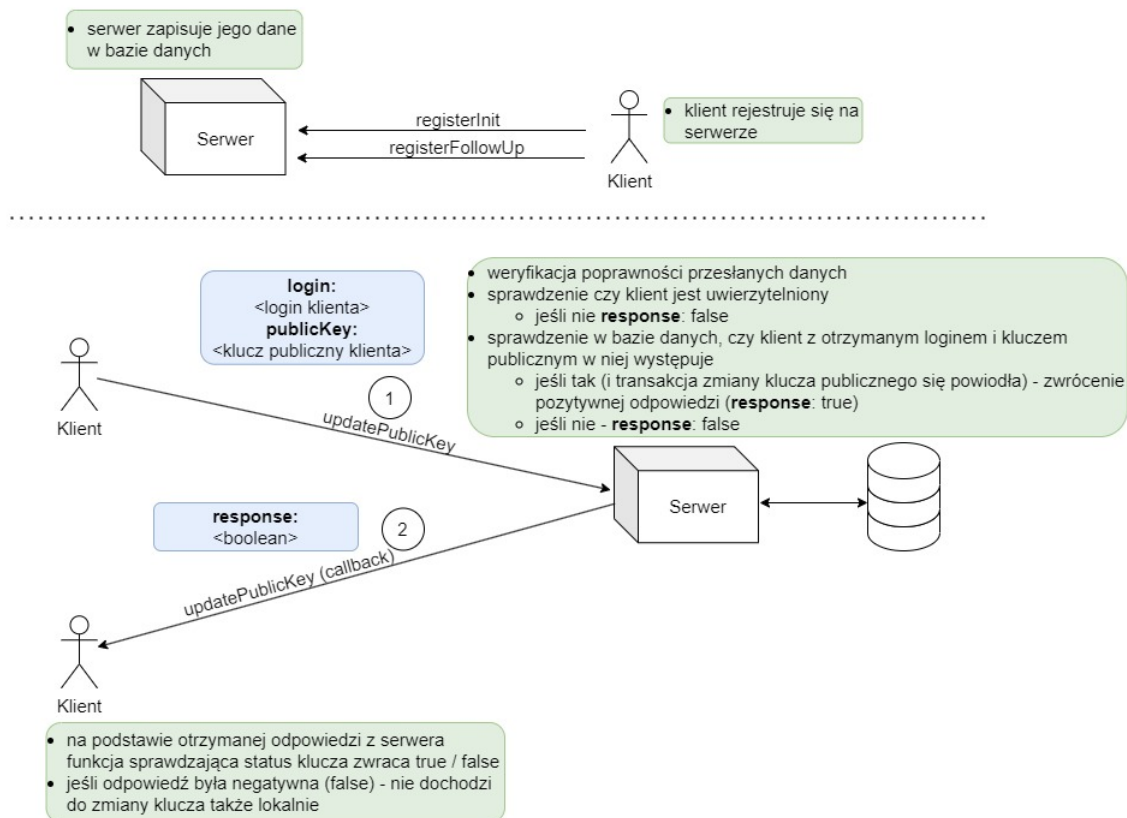 • serwer zapisuje jego dane
w bazie danych
Serwer
registerInit
registerFollowUp
• klient rejestruje się na
serwerze
Klient
login:
<login klienta>
publicKey:
<klucz publiczny klienta>
• weryfikacja poprawności przesłanych danych
• sprawdzenie czy klient jest uwierzytelniony
○ jeśli nie response: false
• sprawdzenie w bazie danych, czy klient z otrzymanym loginem i kluczem
publicznym w niej występuje
○ jeśli tak (i transakcja zmiany klucza publicznego się powiodła) - zwrócenie
pozytywnej odpowiedzi (response: true)
○ jeśli nie - response: false
Klient
1
updatePublicKey
Serwer
response:
<boolean>
2
updatePublicKey (callback)
Klient
• na podstawie otrzymanej odpowiedzi z serwera
funkcja sprawdzająca status klucza zwraca true / false
• jeśli odpowiedź była negatywna (false) - nie dochodzi
do zmiany klucza także lokalnie